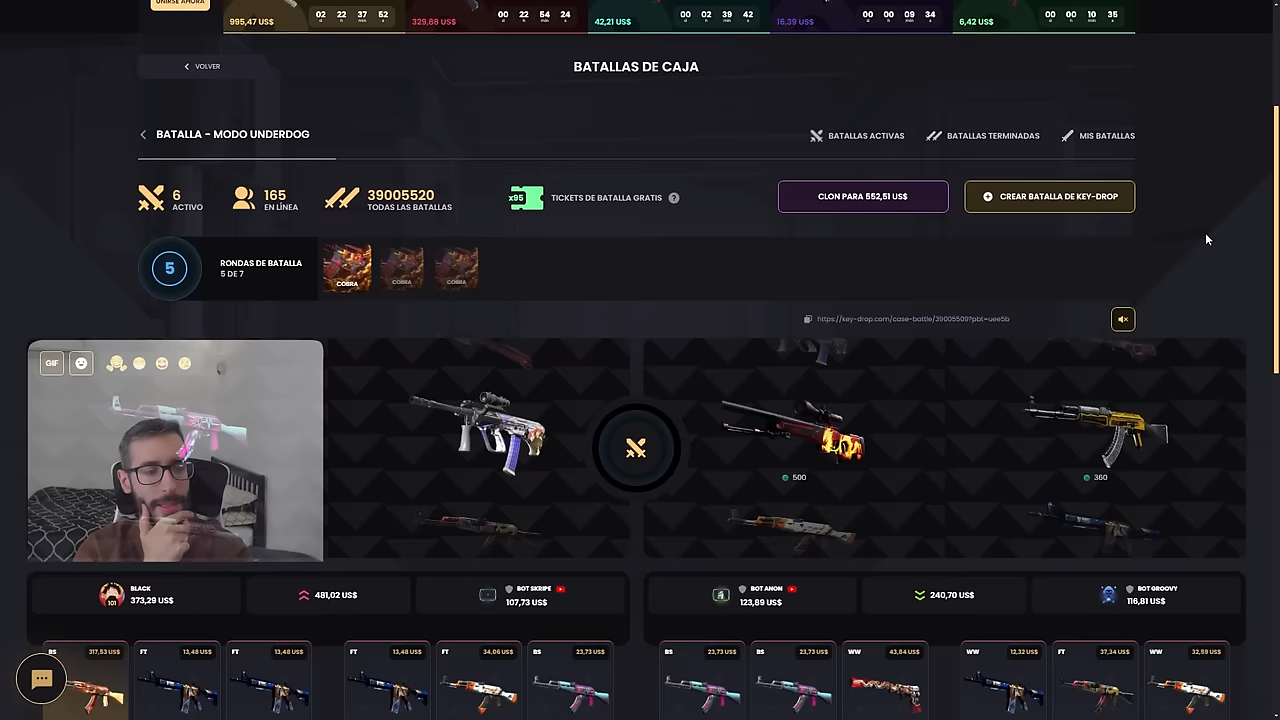 UNIRSE AHORA
995,47 US$
02 22 37 52
d h min s
329,88 US$
00 22 54 24
d h min s
42,21 US$
00 02 39 42
d h min s
16,39 US$
00 00 09 34
d h min s
6,42 US$
00 00 10 35
d h min s
VOLVER
BATALLAS DE CAJA
BATALLA - MODO UNDERDOG
BATALLAS ACTIVAS
BATALLAS TERMINADAS
MIS BATALLAS
6
ACTIVO
165
EN LÍNEA
39005520
TODAS LAS BATALLAS
x95
TICKETS DE BATALLA GRATIS ?
CLON PARA 552,51 US$
CREAR BATALLA DE KEY-DROP
5
RONDAS DE BATALLA
5 DE 7
COBRA
COBRA
COBRA
https://key-drop.com/case-battle/39005509?pbt=uee5b
GIF
500
360
101
BLACK
373,29 US$
481,02 US$
BOT SKRIPE
107,73 US$
BOT ANON
123,89 US$
240,70 US$
BOT GROOVY
116,81 US$
BS 317,53 US$
FT 13,48 US$
FT 13,48 US$
FT 13,48 US$
FT 34,06 US$
BS 23,73 US$
BS 23,73 US$
BS 23,73 US$
WW 43,84 US$
WW 12,32 US$
FT 37,34 US$
WW 32,59 US$